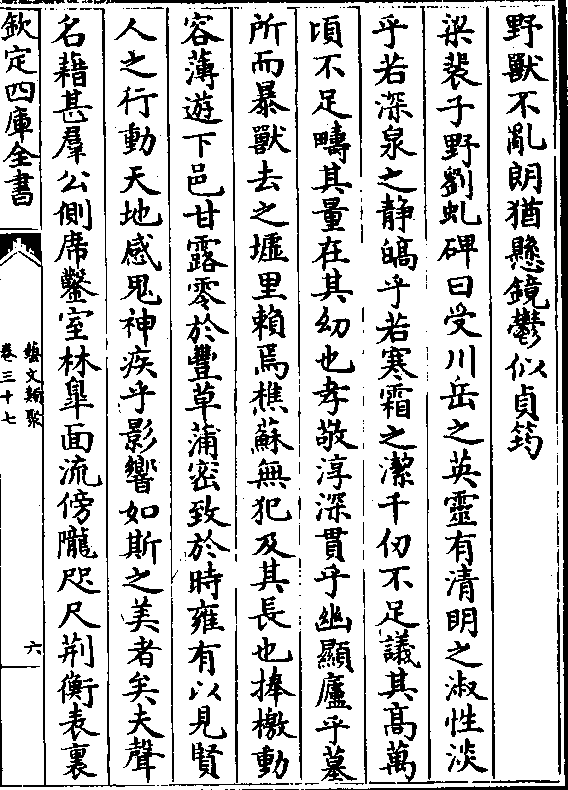 野獸不亂朗猶懸鏡鬱似貞筠
梁裴子野劉虬碑曰受川岳之英靈有清明之淑性淡
乎若深泉之静皜乎若寒霜之潔千仞不足議其髙萬
頃不足疇其量在其幼也孝敬淳深貫乎幽顯廬乎墓
所而暴獸去之墟里賴焉樵蘇無犯及其長也捧檄動
容薄遊下邑甘露零於豐草蒲密致於時雍有以見賢
人之行動天地感鬼神疾乎影響如斯之美者矣夫聲
名藉甚羣公側席鑿室林臯面流傍隴咫尺荆衡表裏
欽定四庫全書
藝文類聚
卷三十七
六